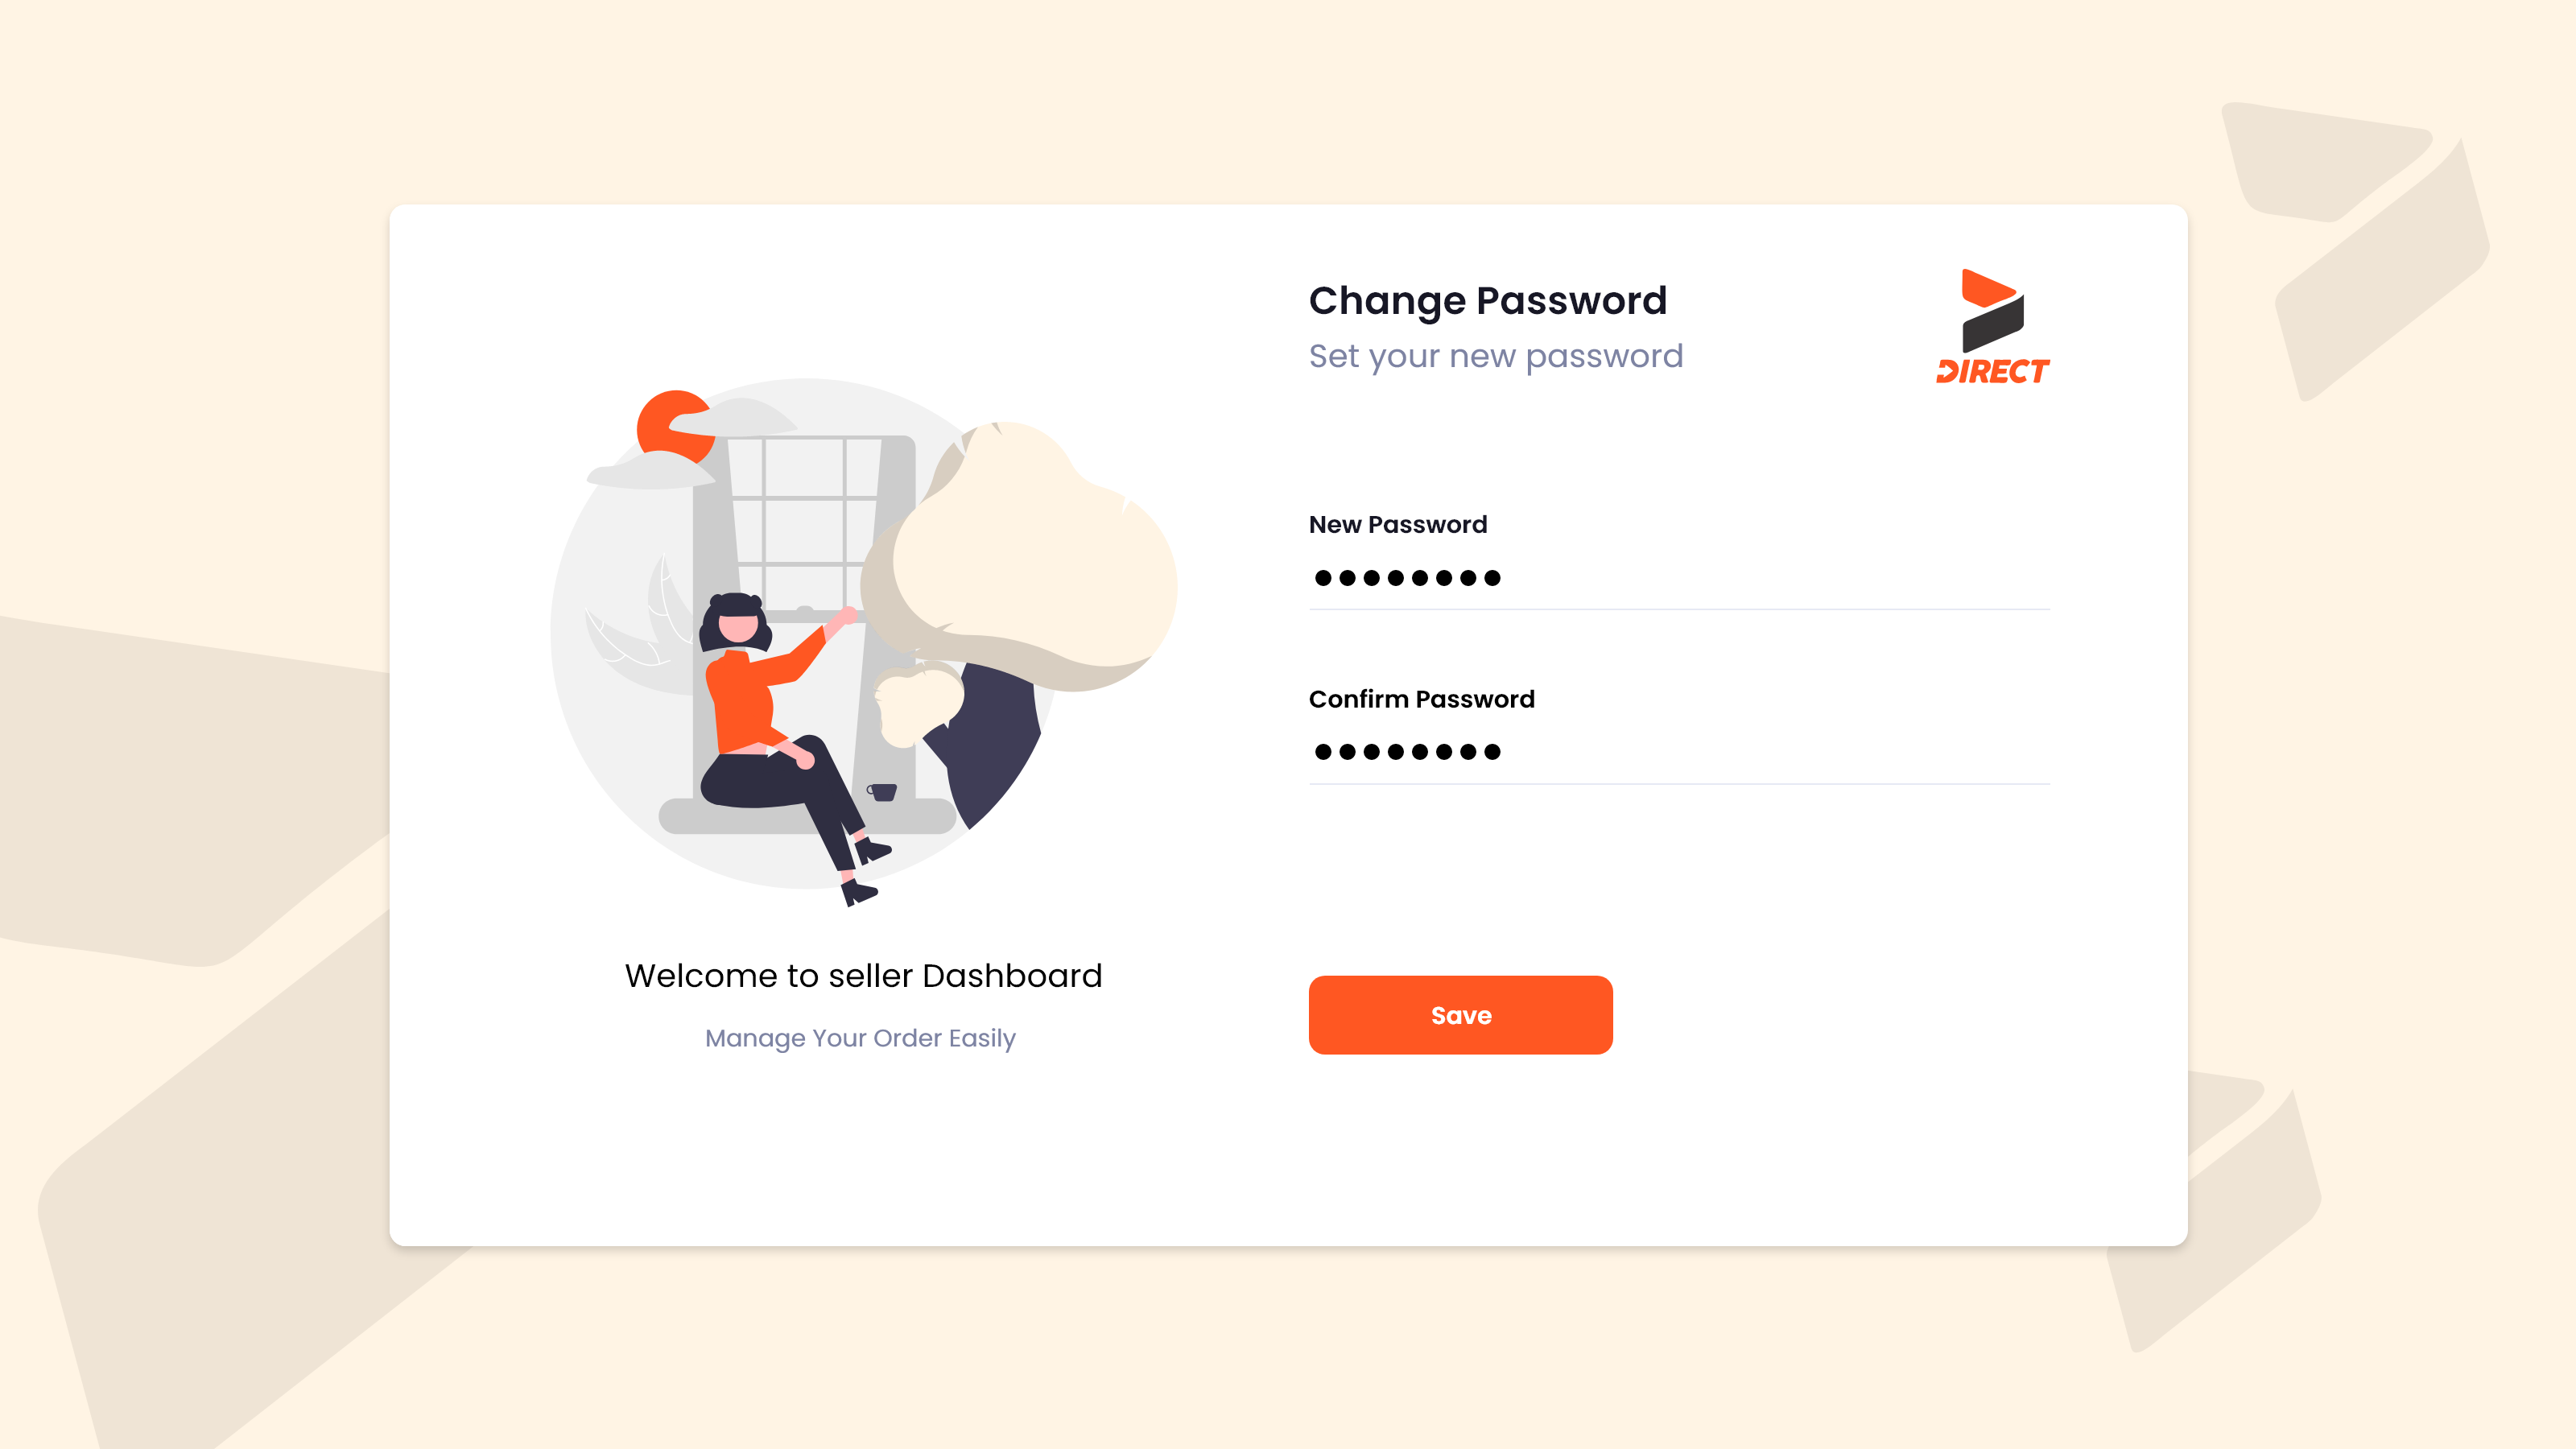 Change Password
Set your new password
DIRECT
New Password
●●●●●●●●
Confirm Password
●●●●●●●●
Save
Welcome to seller Dashboard
Manage Your Order Easily